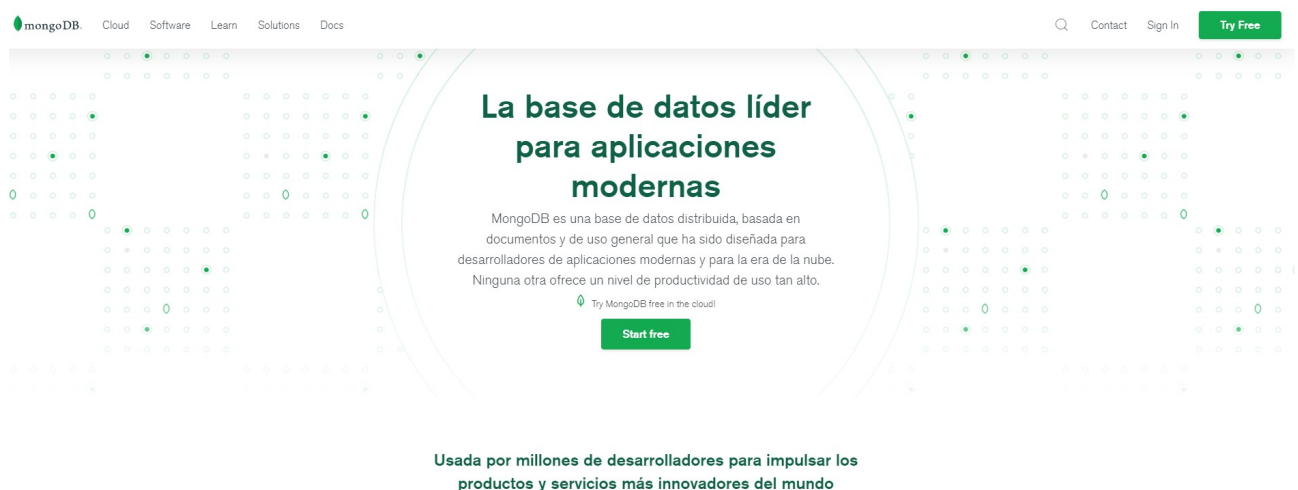 mongoDB. Cloud Software Learn Solutions Docs Contact Sign In Try Free
La base de datos líder
para aplicaciones
modernas
MongoDB es una base de datos distribuida, basada en
documentos y de uso general que ha sido diseñada para
desarrolladores de aplicaciones modernas y para la era de la nube.
Ninguna otra ofrece un nivel de productividad de uso tan alto.
Try MongoDB free in the cloud!
Start free
Usada por millones de desarrolladores para impulsar los
productos y servicios más innovadores del mundo